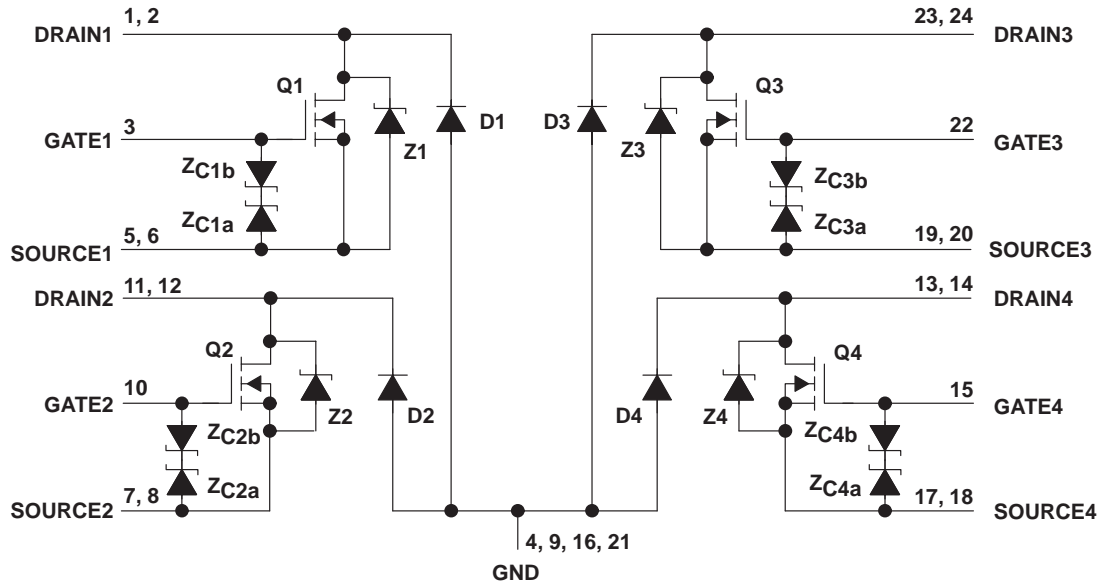 1, 2
DRAIN1
Q1
3
GATE1
ZC1b
ZC1a
5, 6
SOURCE1
Z1
D1
23, 24
DRAIN3
Q3
22
GATE3
D3
Z3
ZC3b
ZC3a
19, 20
SOURCE3
11, 12
DRAIN2
Q2
10
GATE2
ZC2b
ZC2a
7, 8
SOURCE2
Z2
D2
13, 14
DRAIN4
Q4
15
GATE4
D4
Z4
ZC4b
ZC4a
17, 18
SOURCE4
4, 9, 16, 21
GND